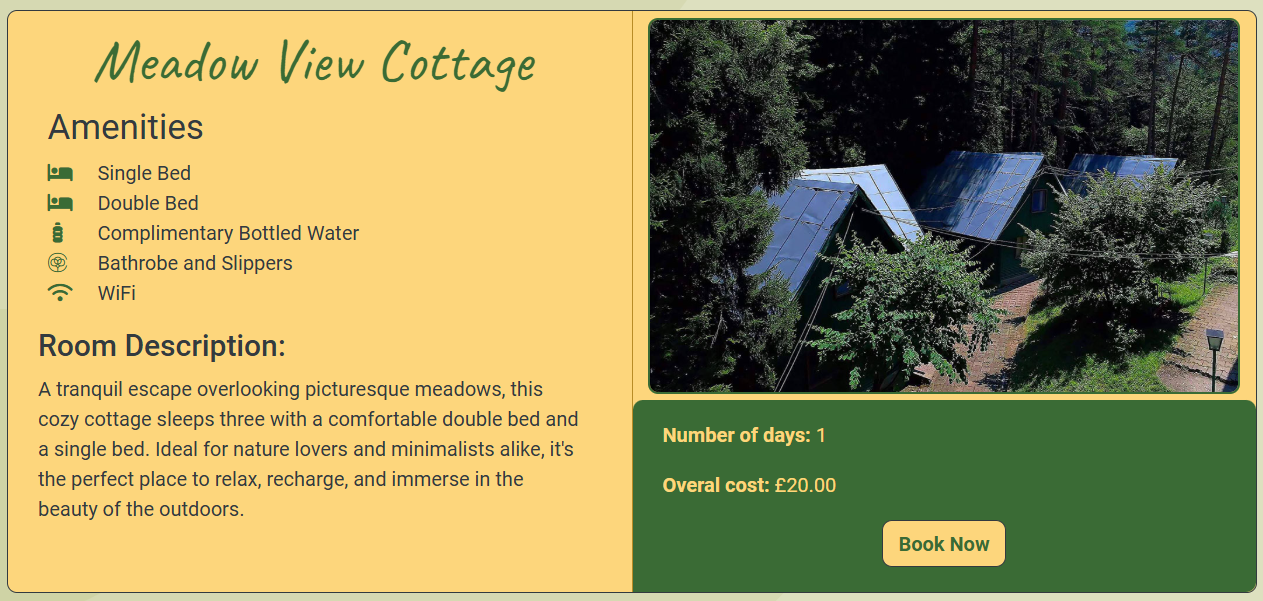 Meadow View Cottage
Amenities
Single Bed
Double Bed
Complimentary Bottled Water
Bathrobe and Slippers
WiFi
Room Description:
A tranquil escape overlooking picturesque meadows, this
cozy cottage sleeps three with a comfortable double bed and
a single bed. Ideal for nature lovers and minimalists alike, it's
the perfect place to relax, recharge, and immerse in the
beauty of the outdoors.
Number of days: 1
Overal cost: £20.00
Book Now